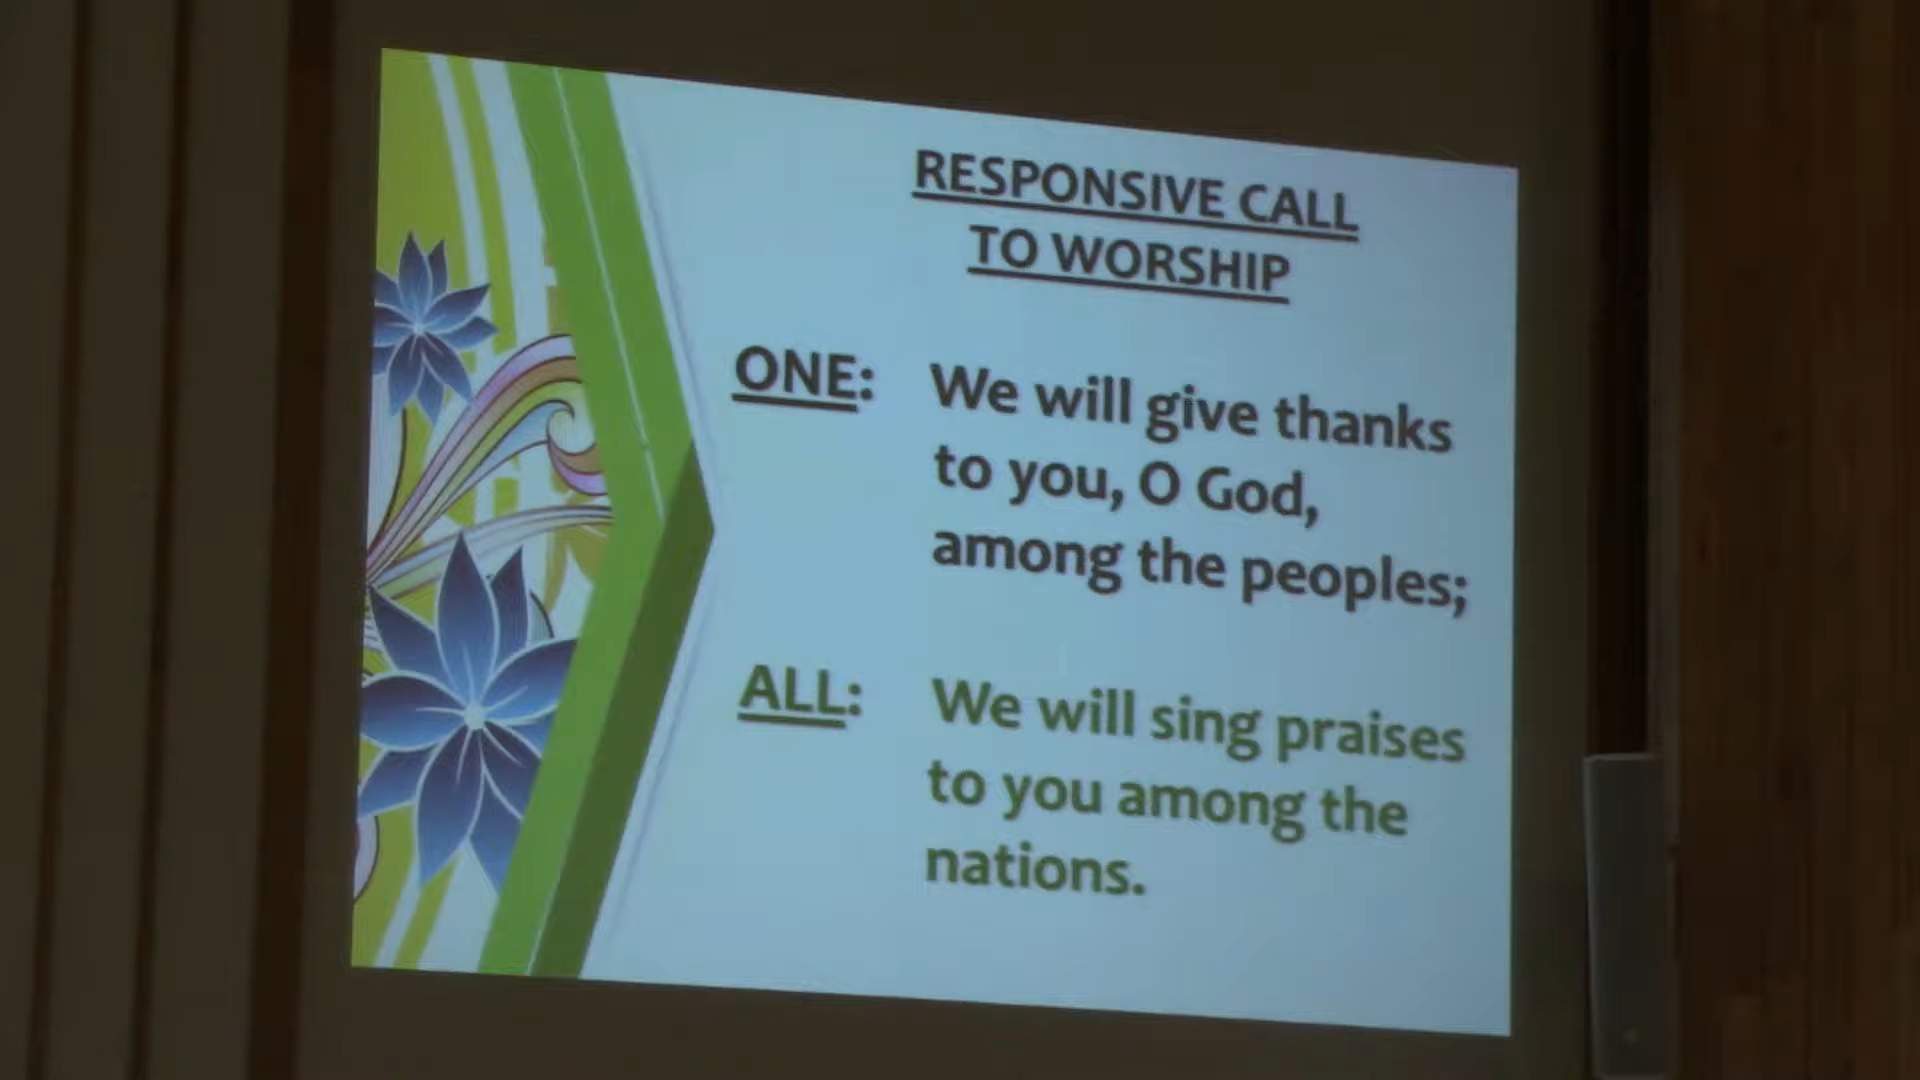 RESPONSIVE CALL
TO WORSHIP
ONE: We will give thanks
to you, O God,
among the peoples;
ALL: We will sing praises
to you among the
nations.